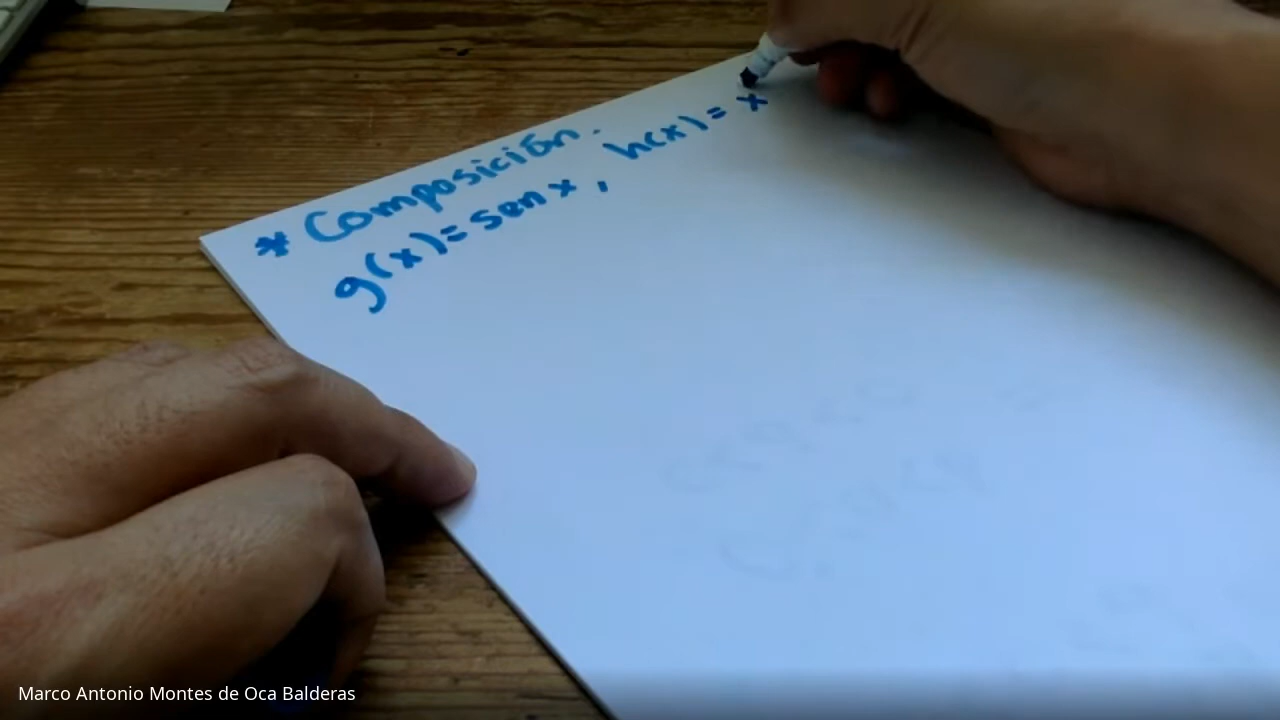 * Composición.
g(x)= sen x , h(x) = x
Marco Antonio Montes de Oca Balderas